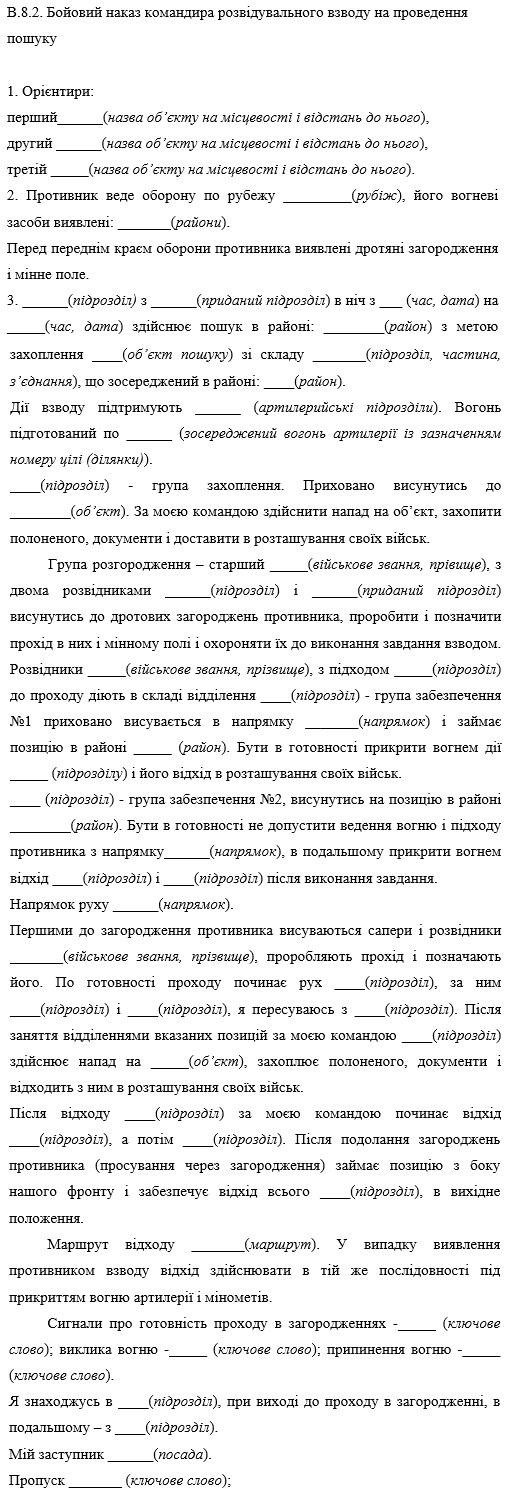 В.8.2. Бойовий наказ командира розвідувального взводу на проведення
пошуку
1. Орієнтири:
перший______(назва об’єкту на місцевості і відстань до нього),
другий ______(назва об’єкту на місцевості і відстань до нього),
третій _____(назва об’єкту на місцевості і відстань до нього).
2. Противник веде оборону по рубежу _________(рубіж), його вогневі
засоби виявлені: _______(райони).
Перед переднім краєм оборони противника виявлені дротяні загородження
і мінне поле.
3. ______(підрозділ) з ______(приданий підрозділ) в ніч з ___ (час, дата) на
_____(час, дата) здійснює пошук в районі: ________(район) з метою
захоплення ____(об’єкт пошуку) зі складу _______(підрозділ, частина,
з’єднання), що зосереджений в районі: ____(район).
Дії взводу підтримують ______ (артилерийські підрозділи). Вогонь
підготований по ______ (зосереджений вогонь артилерії із зазначенням
номеру цілі (ділянки)).
____(підрозділ) - група захоплення. Приховано висунутись до
________(об’єкт). За моєю командою здійснити напад на об’єкт, захопити
полоненого, документи і доставити в розташування своїх військ.
Група розгородження – старший _____(військове звання, прівище), з
двома розвідниками ______(підрозділ) і ______(приданий підрозділ)
висунутись до дротових загороджень противника, проробити і позначити
прохід в них і мінному полі і охороняти їх до виконання завдання взводом.
Розвідники _____(військове звання, прізвище), з підходом _____(підрозділ)
до проходу діють в складі відділення ____(підрозділ) - група забезпечення
№1 приховано висувається в напрямку _______(напрямок) і займає
позицію в районі _____ (район). Бути в готовності прикрити вогнем дії
_____ (підрозділу) і його відхід в розташування своїх військ.
____ (підрозділ) - група забезпечення №2, висунутись на позицію в районі
________(район). Бути в готовності не допустити ведення вогню і підходу
противника з напрямку______(напрямок), в подальшому прикрити вогнем
відхід ____(підрозділ) і ____(підрозділ) після виконання завдання.
Напрямок руху ______(напрямок).
Першими до загородження противника висуваються сапери і розвідники
_______(військове звання, прізвище), проробляють прохід і позначають
його. По готовності проходу починає рух ____(підрозділ), за ним
____(підрозділ) і ____(підрозділ), я пересуваюсь з ____(підрозділ). Після
заняття відділеннями вказаних позицій за моєю командою ____(підрозділ)
здійснює напад на _____(об’єкт), захоплює полоненого, документи і
відходить з ним в розташування своїх військ.
Після відходу ____(підрозділ) за моєю командою починає відхід
____(підрозділ), а потім ____(підрозділ). Після подолання загороджень
противника (просування через загородження) займає позицію з боку
нашого фронту і забезпечує відхід всього ____(підрозділ), в вихідне
положення.
Маршрут відходу _______(маршрут). У випадку виявлення
противником взводу відхід здійснювати в тій же послідовності під
прикриттям вогню артилерії і мінометів.
Сигнали про готовність проходу в загородженнях -_____ (ключове
слово); виклика вогню -_____ (ключове слово); припинення вогню -_____
(ключове слово).
Я знаходжусь в ____(підрозділ), при виході до проходу в загородженні, в
подальшому – з ____(підрозділ).
Мій заступник ______(посада).
Пропуск _______ (ключове слово);